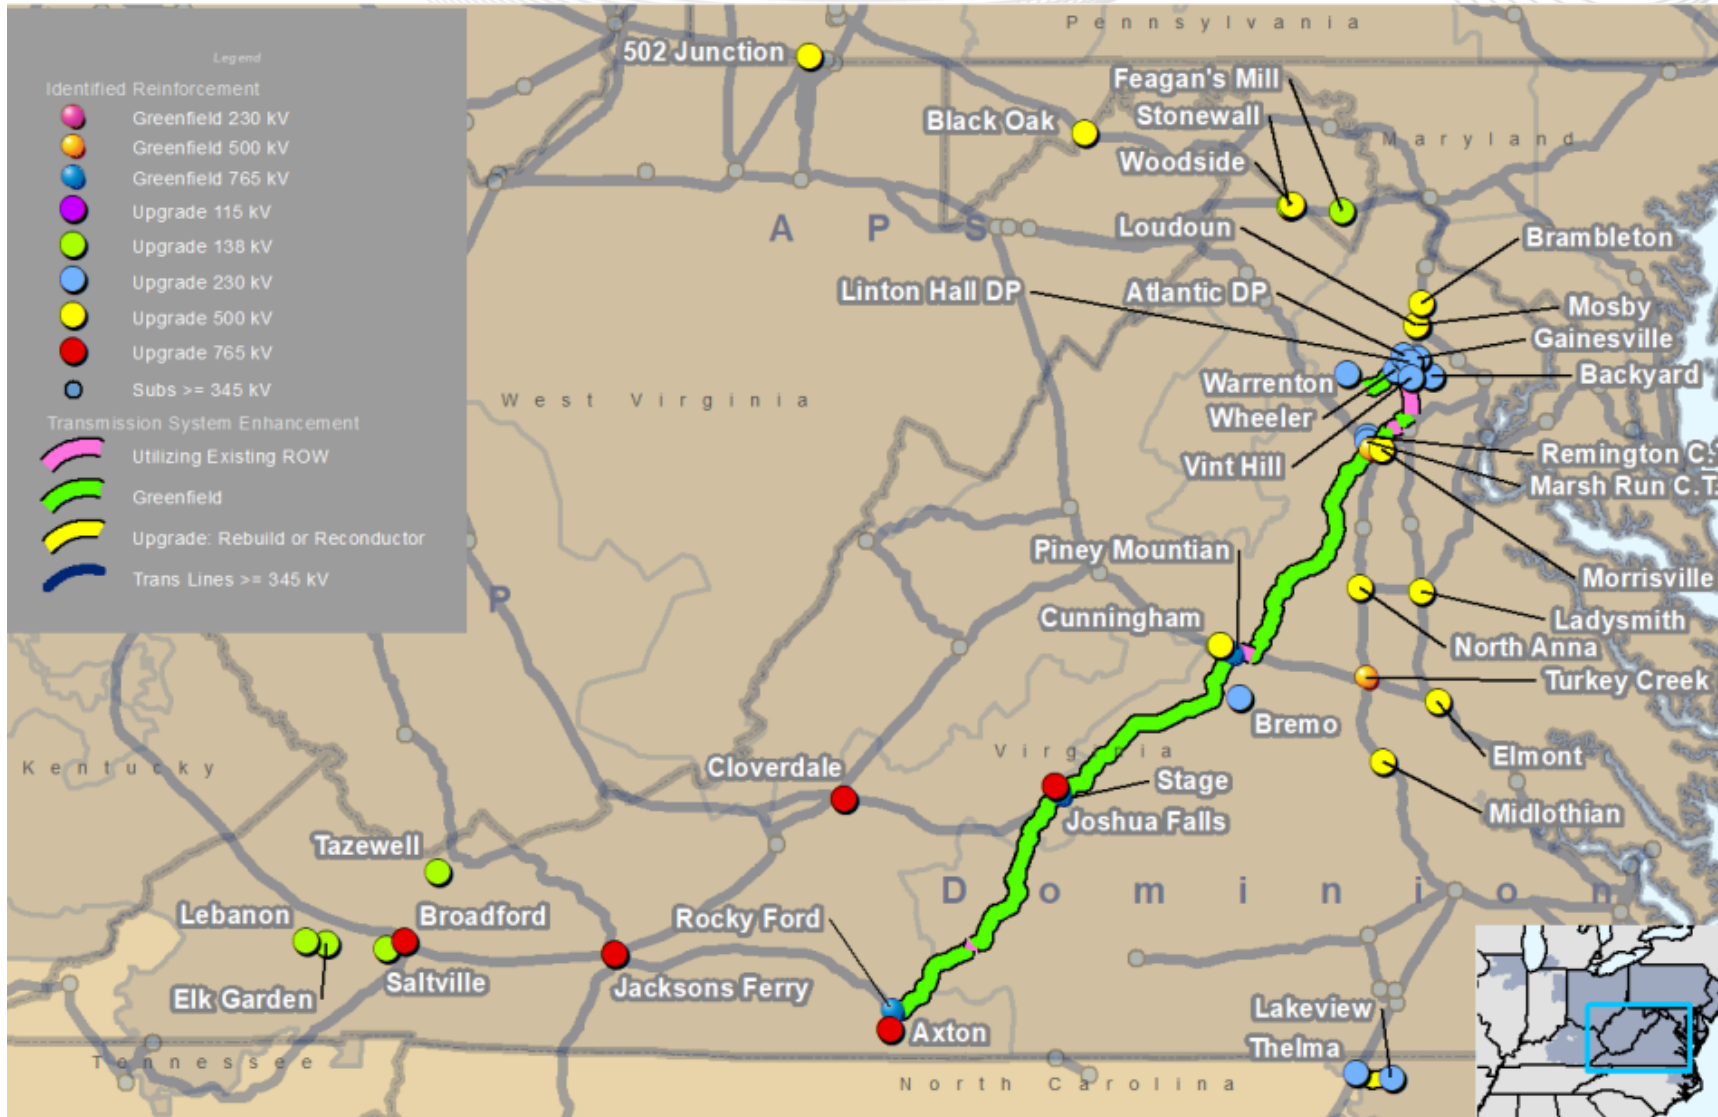 Legend
Identified Reinforcement
Greenfield 230 kV
Greenfield 500 kV
Greenfield 765 kV
Upgrade 115 kV
Upgrade 138 kV
Upgrade 230 kV
Upgrade 500 kV
Upgrade 765 kV
Subs >= 345 kV
Transmission System Enhancement
Utilizing Existing ROW
Greenfield
Upgrade: Rebuild or Reconductor
Trans Lines >= 345 kV
Pennsylvania
502 Junction
Feagan's Mill
Black Oak
Stonewall
Maryland
Woodside
APS
Loudoun
Brambleton
Linton Hall DP
Atlantic DP
Mosby
Gainesville
Warrenton
Backyard
West Virginia
Wheeler
Vint Hill
Remington C.T
Marsh Run C.T.
Piney Mountian
Morrisville
P
Cunningham
Ladysmith
North Anna
Turkey Creek
Bremo
Virginia
Elmont
Kentucky
Cloverdale
Stage
Joshua Falls
Midlothian
Tazewell
Dominion
Lebanon
Broadford
Rocky Ford
Elk Garden
Saltville
Jacksons Ferry
Lakeview
Axton
Thelma
Tennessee
North Carolina